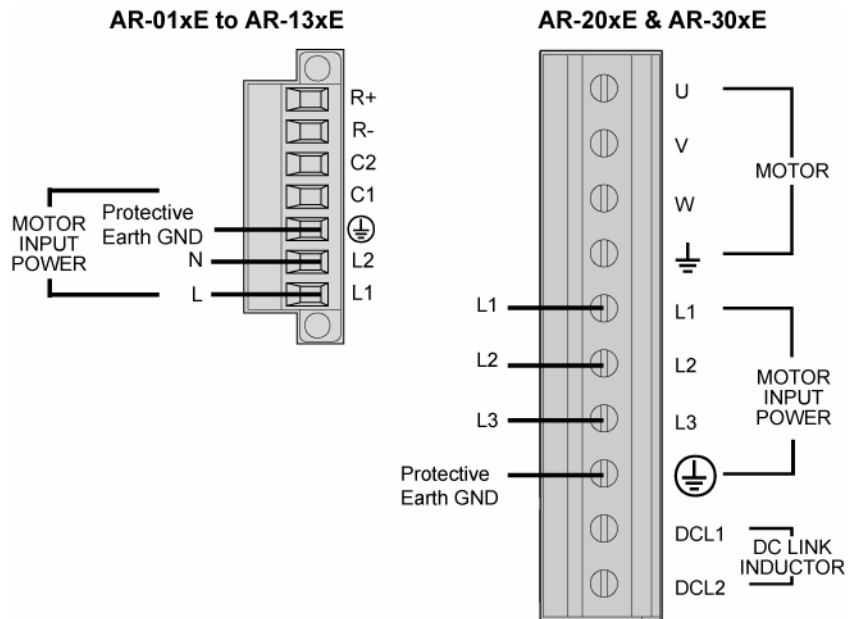 AR-01xE to AR-13xE
R+
R-
C2
C1
L2
L1
MOTOR
INPUT
POWER
Protective
Earth GND
N
L
AR-20xE & AR-30xE
U
V
W
MOTOR
L1
L2
L3
Protective
Earth GND
L1
L2
L3
MOTOR
INPUT
POWER
DCL1
DCL2
DC LINK
INDUCTOR